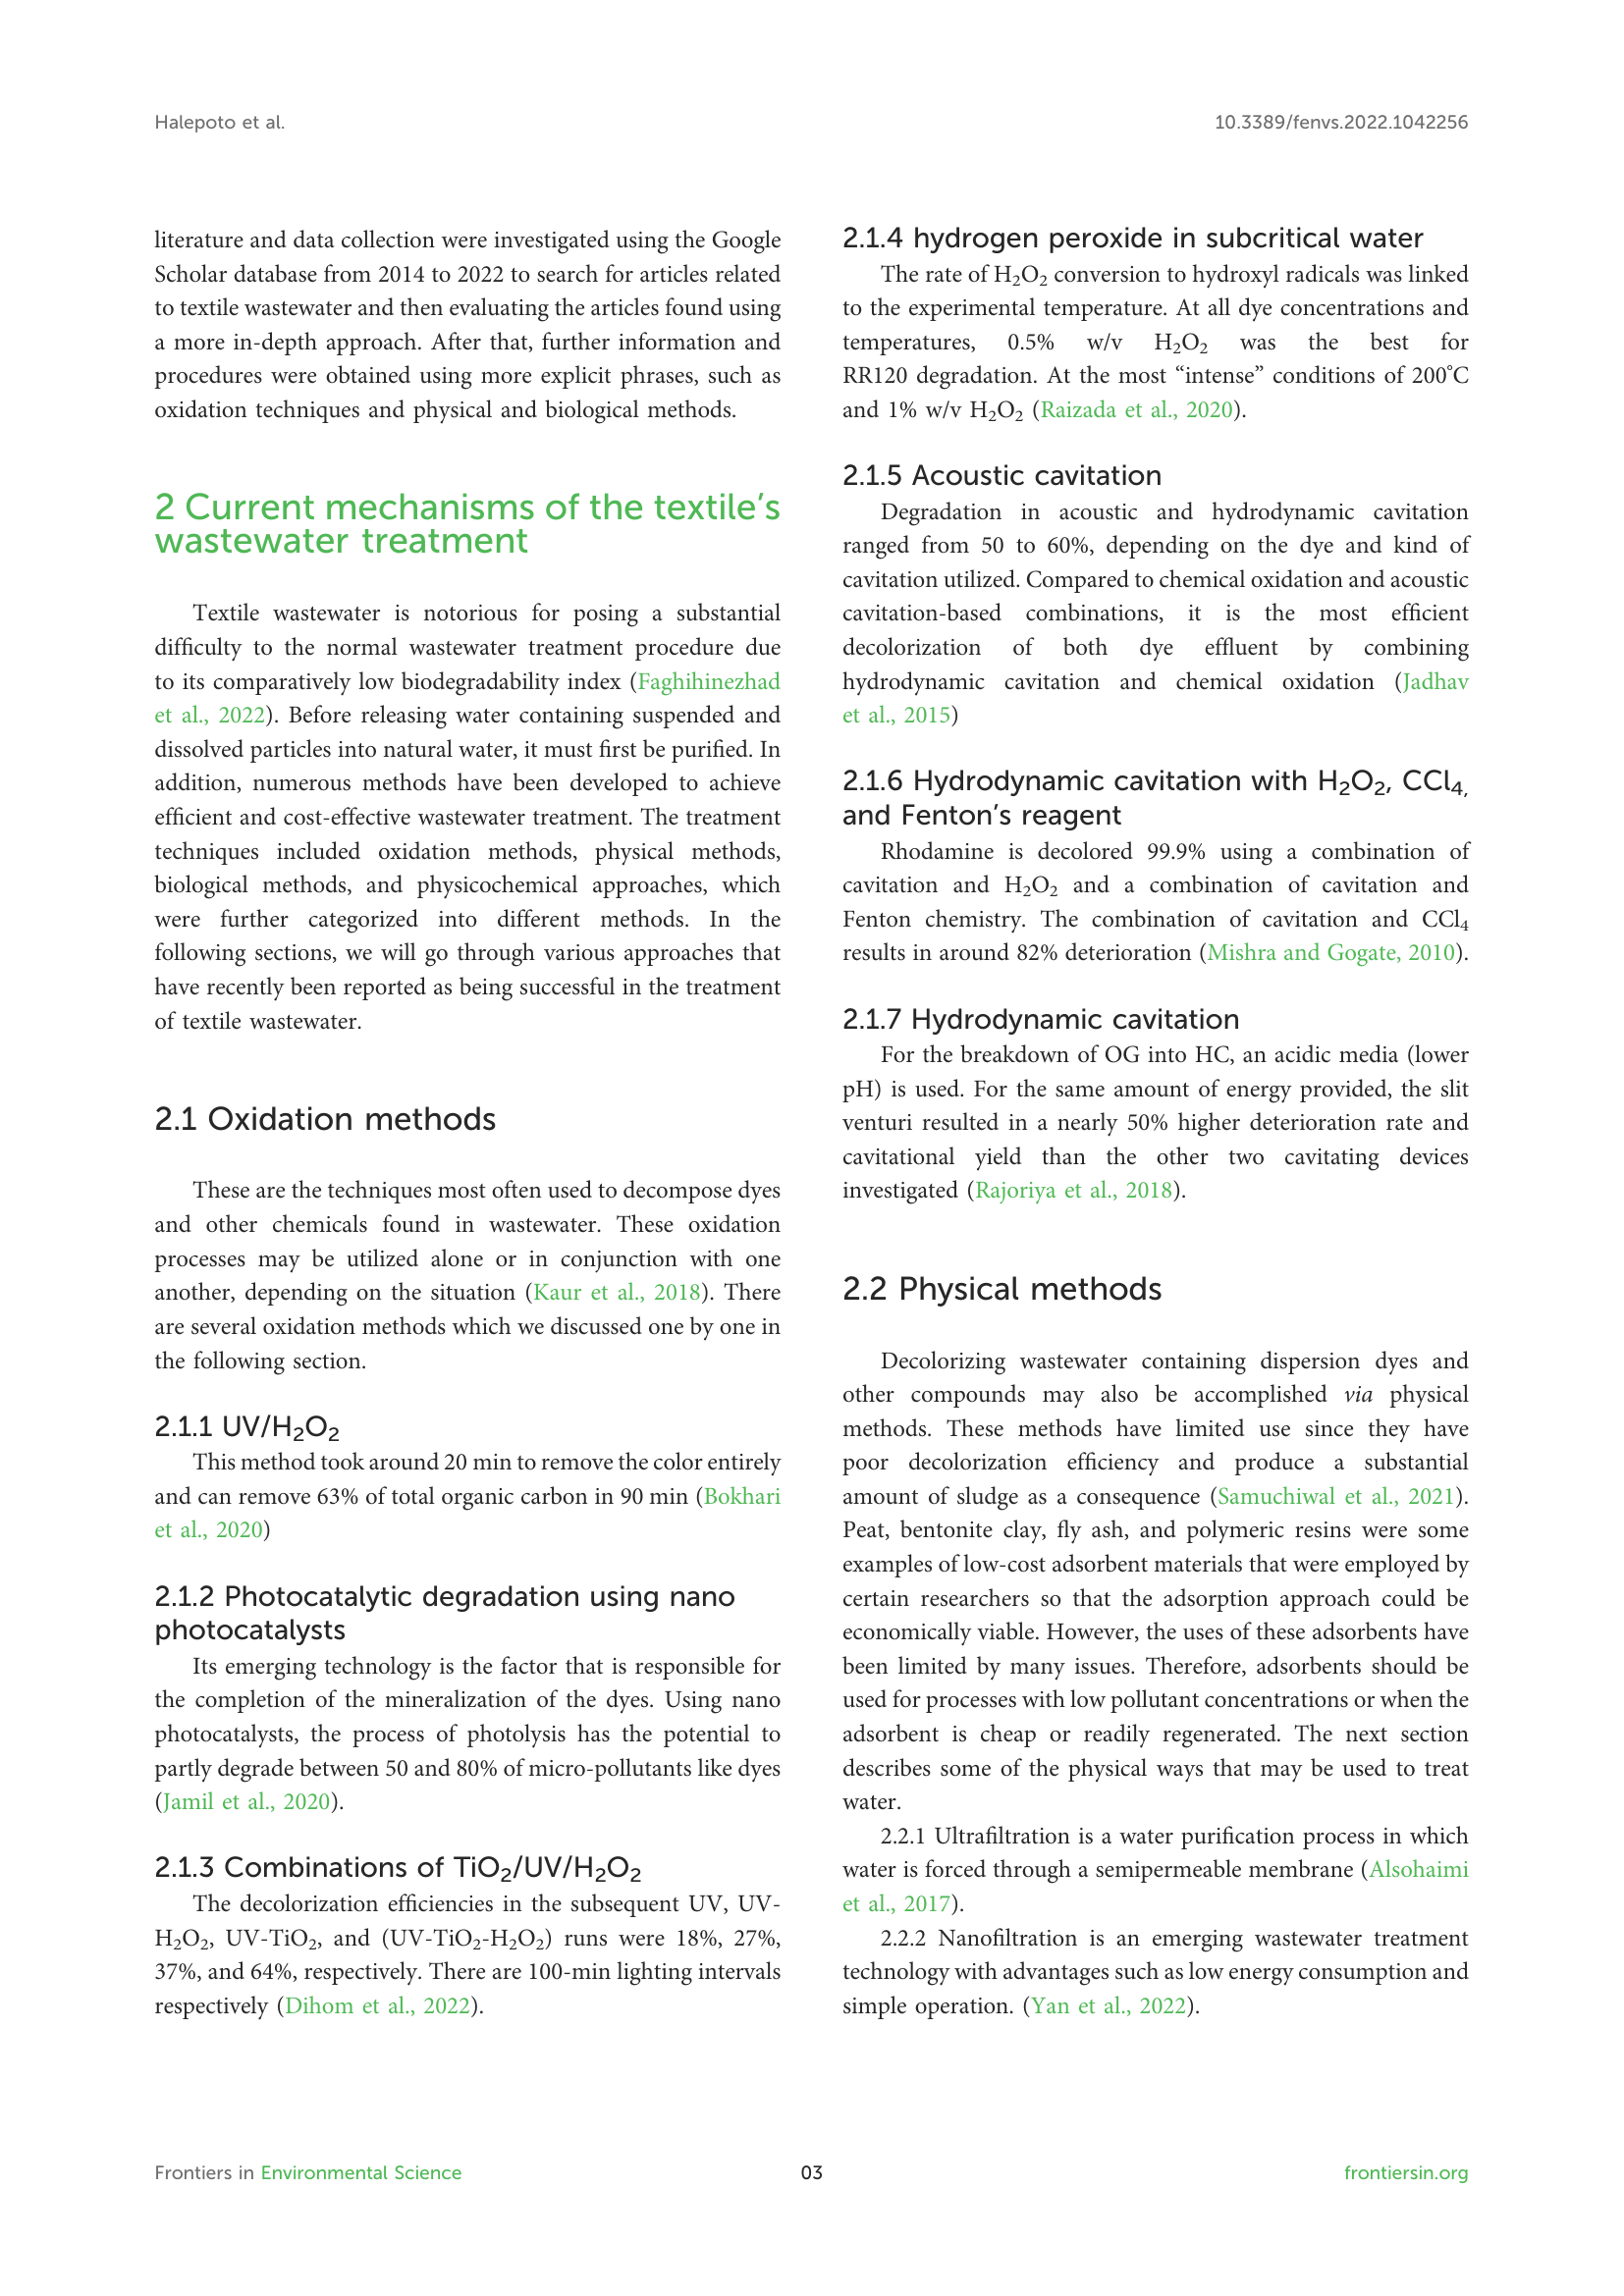 Halepoto et al.
10.3389/fenvs.2022.1042256
literature and data collection were investigated using the Google
Scholar database from 2014 to 2022 to search for articles related
to textile wastewater and then evaluating the articles found using
a more in-depth approach. After that, further information and
procedures were obtained using more explicit phrases, such as
oxidation techniques and physical and biological methods.
2 Current mechanisms of the textile's
wastewater treatment
Textile wastewater is notorious for posing a substantial
difficulty to the normal wastewater treatment procedure due
to its comparatively low biodegradability index (Faghihinezhad
et al., 2022). Before releasing water containing suspended and
dissolved particles into natural water, it must first be purified. In
addition, numerous methods have been developed to achieve
efficient and cost-effective wastewater treatment. The treatment
techniques included oxidation methods, physical methods,
biological methods, and physicochemical approaches, which
were further categorized into different methods. In the
following sections, we will go through various approaches that
have recently been reported as being successful in the treatment
of textile wastewater.
2.1 Oxidation methods
These are the techniques most often used to decompose dyes
and other chemicals found in wastewater. These oxidation
processes may be utilized alone or in conjunction with one
another, depending on the situation (Kaur et al., 2018). There
are several oxidation methods which we discussed one by one in
the following section.
2.1.1 UV/H₂O₂
This method took around 20 min to remove the color entirely
and can remove 63% of total organic carbon in 90 min (Bokhari
et al., 2020)
2.1.2 Photocatalytic degradation using nano
photocatalysts
Its emerging technology is the factor that is responsible for
the completion of the mineralization of the dyes. Using nano
photocatalysts, the process of photolysis has the potential to
partly degrade between 50 and 80% of micro-pollutants like dyes
(Jamil et al., 2020).
2.1.3 Combinations of TiO₂/UV/H₂O₂
The decolorization efficiencies in the subsequent UV, UV-
H₂O₂, UV-TiO₂, and (UV-TiO₂-H₂O₂) runs were 18%, 27%,
37%, and 64%, respectively. There are 100-min lighting intervals
respectively (Dihom et al., 2022).
2.1.4 hydrogen peroxide in subcritical water
The rate of H₂O₂ conversion to hydroxyl radicals was linked
to the experimental temperature. At all dye concentrations and
temperatures, 0.5% w/v H₂O₂ was the best for
RR120 degradation. At the most “intense” conditions of 200°C
and 1% w/v H₂O₂ (Raizada et al., 2020).
2.1.5 Acoustic cavitation
Degradation in acoustic and hydrodynamic cavitation
ranged from 50 to 60%, depending on the dye and kind of
cavitation utilized. Compared to chemical oxidation and acoustic
cavitation-based combinations, it is the most efficient
decolorization of both dye effluent by combining
hydrodynamic cavitation and chemical oxidation (Jadhav
et al., 2015)
2.1.6 Hydrodynamic cavitation with H₂O₂, CCl₄,
and Fenton's reagent
Rhodamine is decolored 99.9% using a combination of
cavitation and H₂O₂ and a combination of cavitation and
Fenton chemistry. The combination of cavitation and CCl₄
results in around 82% deterioration (Mishra and Gogate, 2010).
2.1.7 Hydrodynamic cavitation
For the breakdown of OG into HC, an acidic media (lower
pH) is used. For the same amount of energy provided, the slit
venturi resulted in a nearly 50% higher deterioration rate and
cavitational yield than the other two cavitating devices
investigated (Rajoriya et al., 2018).
2.2 Physical methods
Decolorizing wastewater containing dispersion dyes and
other compounds may also be accomplished via physical
methods. These methods have limited use since they have
poor decolorization efficiency and produce a substantial
amount of sludge as a consequence (Samuchiwal et al., 2021).
Peat, bentonite clay, fly ash, and polymeric resins were some
examples of low-cost adsorbent materials that were employed by
certain researchers so that the adsorption approach could be
economically viable. However, the uses of these adsorbents have
been limited by many issues. Therefore, adsorbents should be
used for processes with low pollutant concentrations or when the
adsorbent is cheap or readily regenerated. The next section
describes some of the physical ways that may be used to treat
water.
2.2.1 Ultrafiltration is a water purification process in which
water is forced through a semipermeable membrane (Alsohaimi
et al., 2017).
2.2.2 Nanofiltration is an emerging wastewater treatment
technology with advantages such as low energy consumption and
simple operation. (Yan et al., 2022).
Frontiers in Environmental Science
03
frontiersin.org